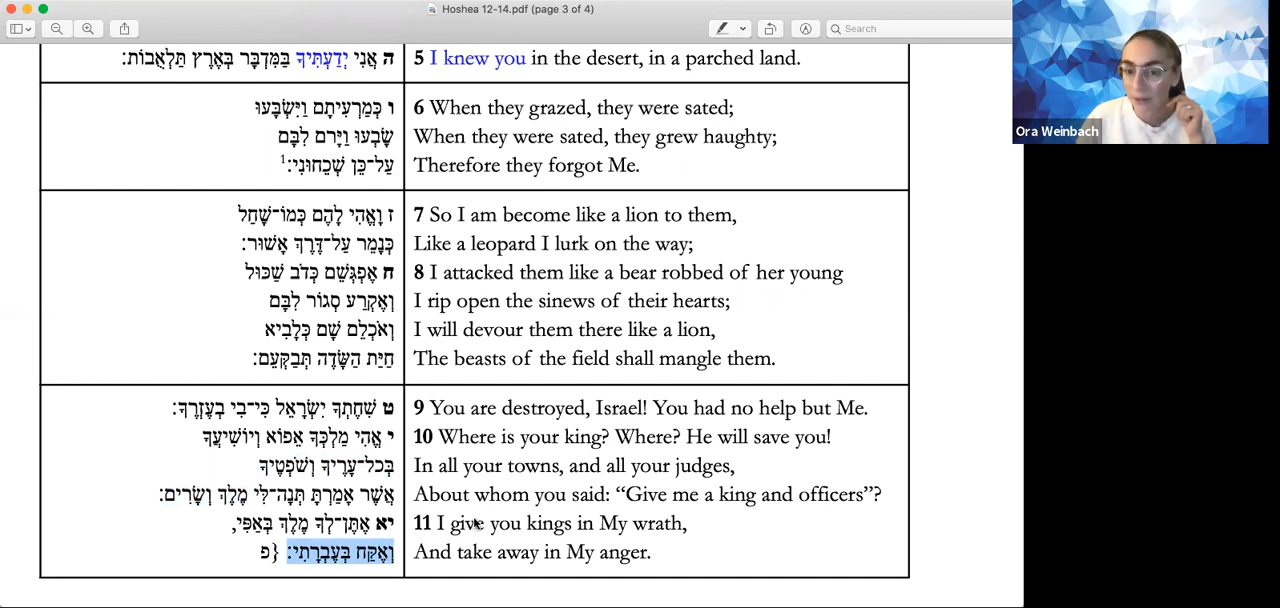 Hoshea 12-14.pdf (page 3 of 4)
Search
Ora Weinbach
ה אֲנִי יְדַעְתִּיךָ בַּמִּדְבָּר בְּאֶרֶץ תַּלְאֻבוֹת׃
5 I knew you in the desert, in a parched land.
ו כְּמַרְעִיתָם וַיִּשְׂבָּעוּ
שָׂבְעוּ וַיָּרׇם לִבָּם
עַל־כֵּן שְׁכֵחוּנִי׃1
6 When they grazed, they were sated;
When they were sated, they grew haughty;
Therefore they forgot Me.
ז וָאֱהִי לָהֶם כְּמוֹ־שָׁחַל
כְּנָמֵר עַל־דֶּרֶךְ אָשׁוּר׃
ח אֶפְגְּשֵׁם כְּדֹב שַׁכּוּל
וְאֶקְרַע סְגוֹר לִבָּם
וְאֹכְלֵם שָׁם כְּלָבִיא
חַיַּת הַשָּׂדֶה תְּבַקְּעֵם׃
7 So I am become like a lion to them,
Like a leopard I lurk on the way;
8 I attacked them like a bear robbed of her young
I rip open the sinews of their hearts;
I will devour them there like a lion,
The beasts of the field shall mangle them.
ט שִׁחֶתְךָ יִשְׂרָאֵל כִּי־בִי בְעֶזְרֶךָ׃
י אֱהִי מַלְכְּךָ אֵפוֹא וְיוֹשִׁיעֲךָ
בְּכׇל־עָרֶיךָ וְשֹׁפְטֶיךָ
אֲשֶׁר אָמַרְתָּ תְּנָה־לִּי מֶלֶךְ וְשָׂרִים׃
יא אֶתֶּן־לְךָ מֶלֶךְ בְּאַפִּי,
וְאֶקַּח בְּעֶבְרָתִי׃ {פ
9 You are destroyed, Israel! You had no help but Me.
10 Where is your king? Where? He will save you!
In all your towns, and all your judges,
About whom you said: “Give me a king and officers”?
11 I give you kings in My wrath,
And take away in My anger.